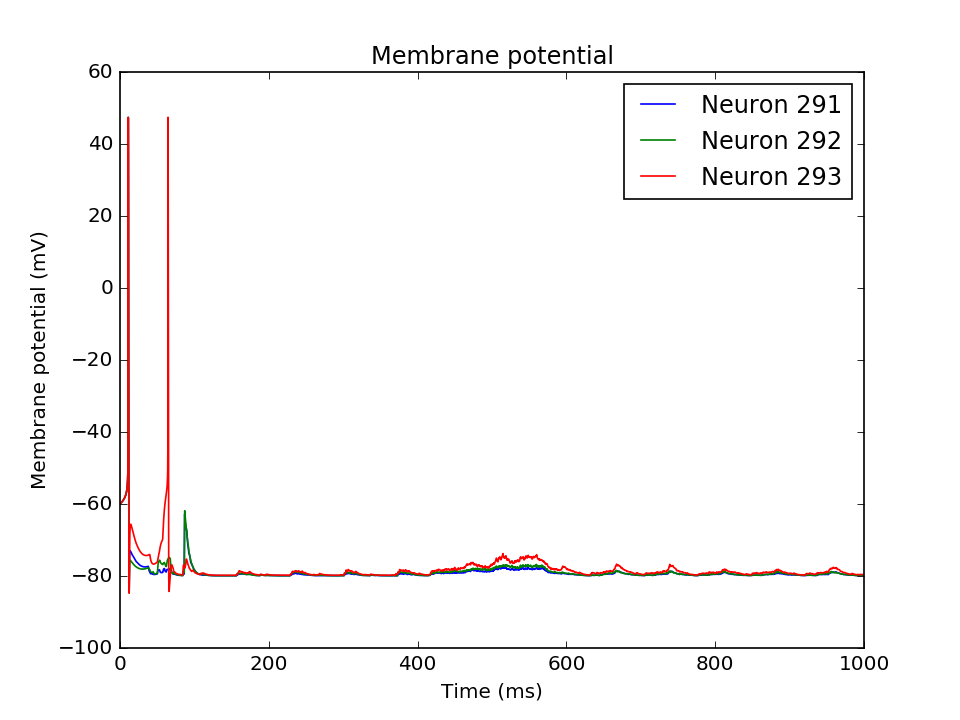 Membrane potential
Neuron 291
Neuron 292
Neuron 293
Membrane potential (mV)
60
40
20
0
−20
−40
−60
−80
−100
0 200 400 600 800 1000
Time (ms)